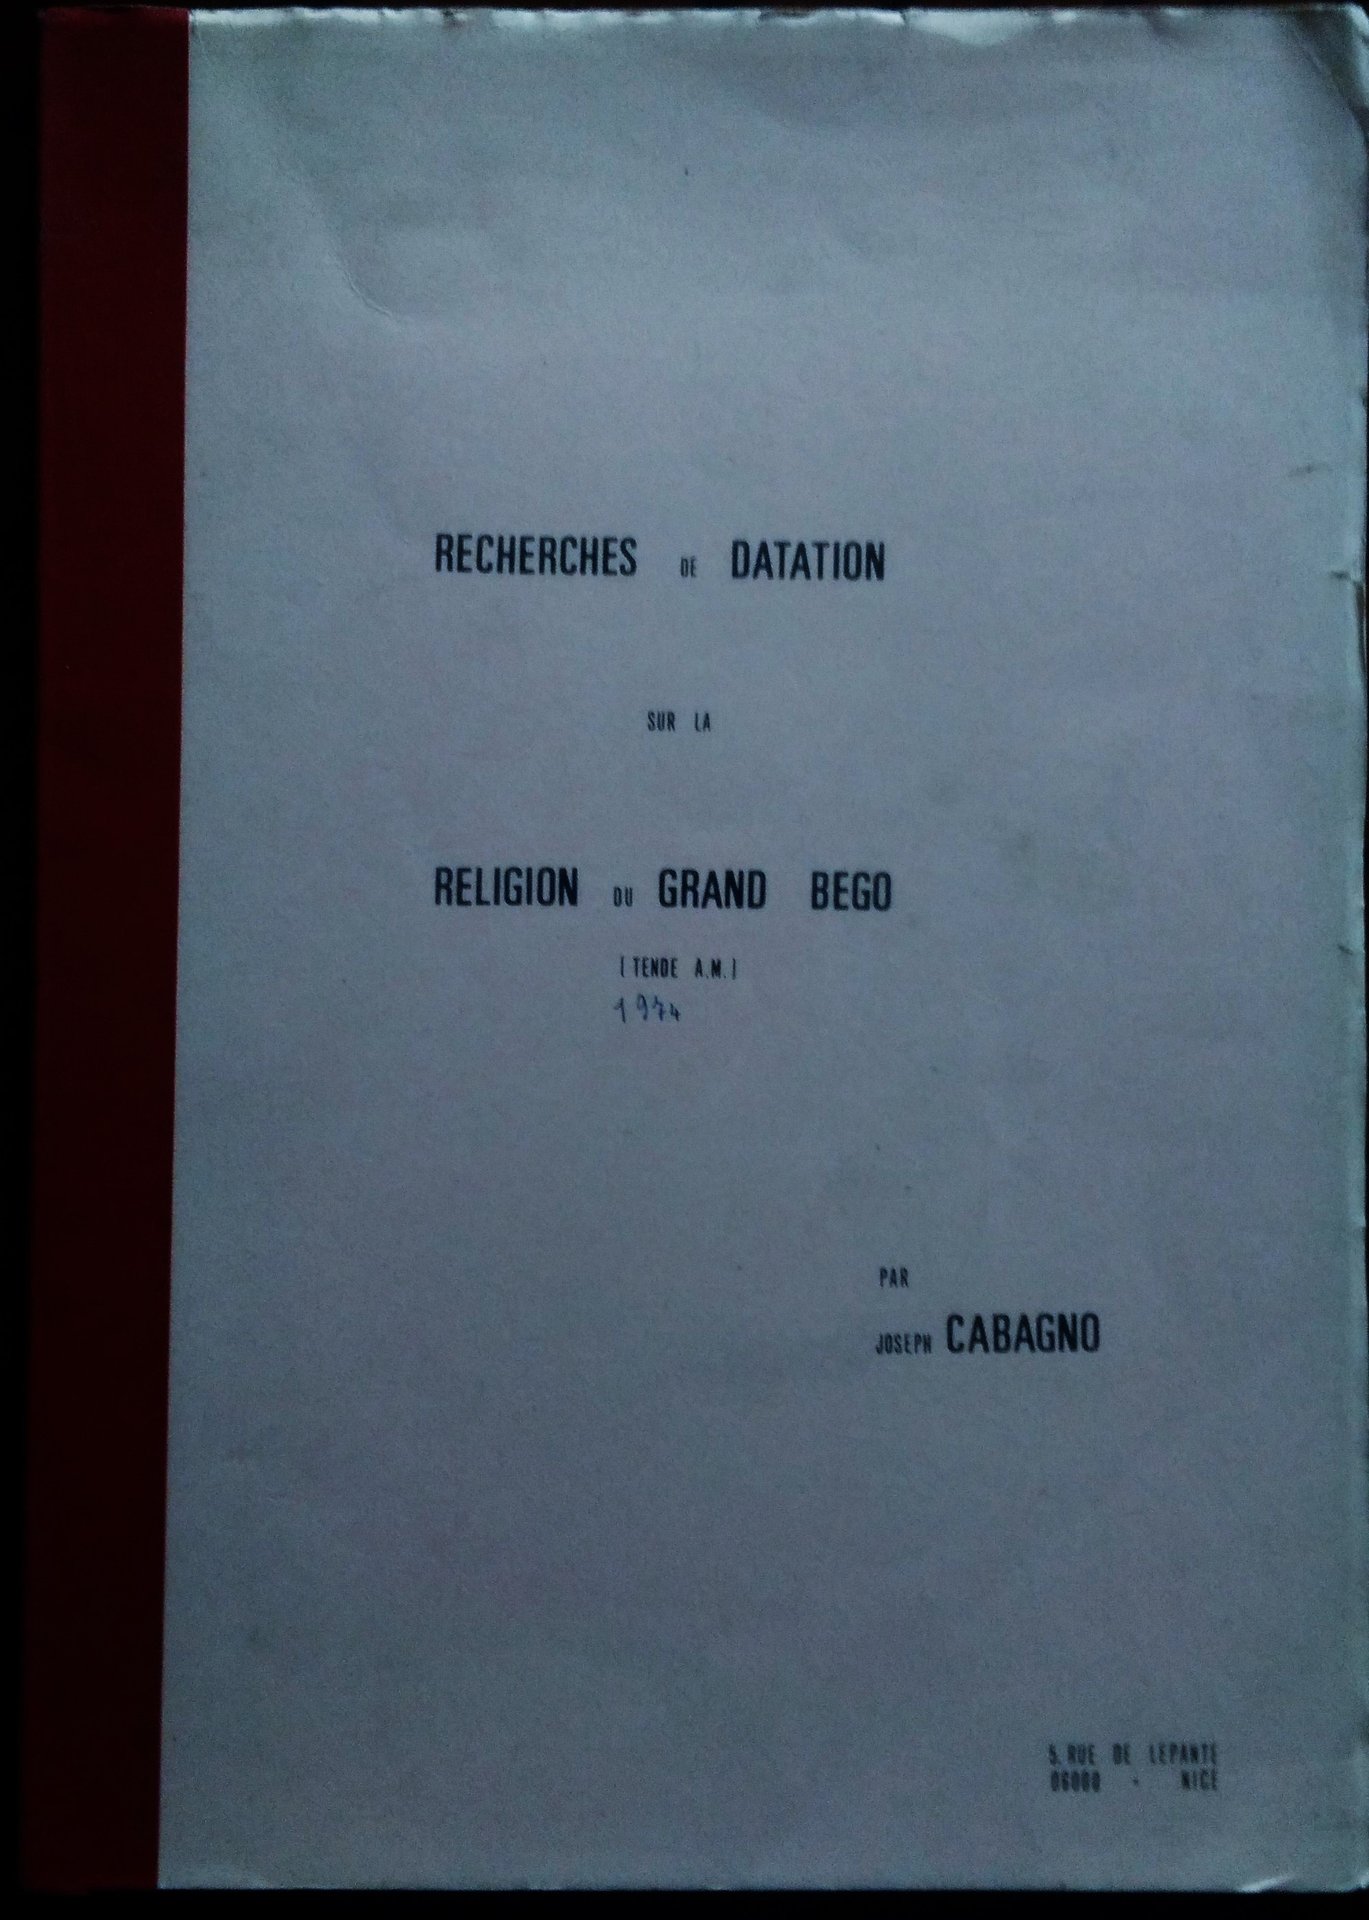 RECHERCHES DE DATATION
SUR LA
RELIGION DU GRAND BEGO
(TENDE A.M.)
1974
PAR
JOSEPH CABAGNO
5. RUE DE LEPANTE
06000 - NICE